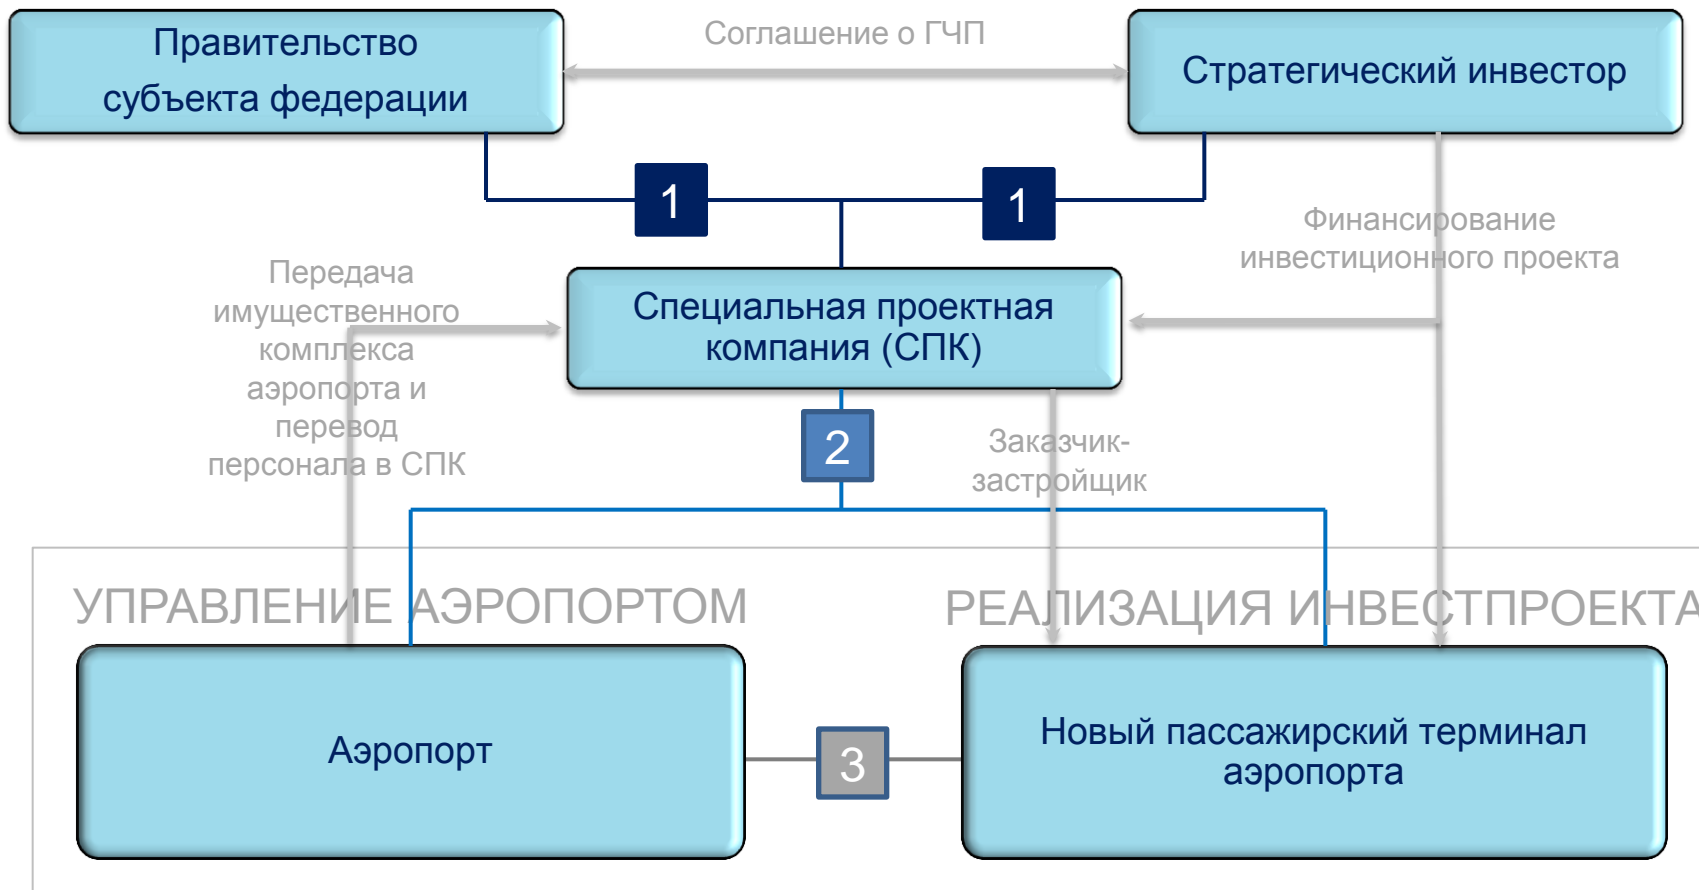 Правительство
субъекта федерации
Соглашение о ГЧП
Стратегический инвестор
1
1
Финансирование
инвестиционного проекта
Передача
имущественного
комплекса
аэропорта и
перевод
персонала в СПК
Специальная проектная
компания (СПК)
2
Заказчик-
застройщик
УПРАВЛЕНИЕ АЭРОПОРТОМ
РЕАЛИЗАЦИЯ ИНВЕСТПРОЕКТА
Аэропорт
3
Новый пассажирский терминал
аэропорта